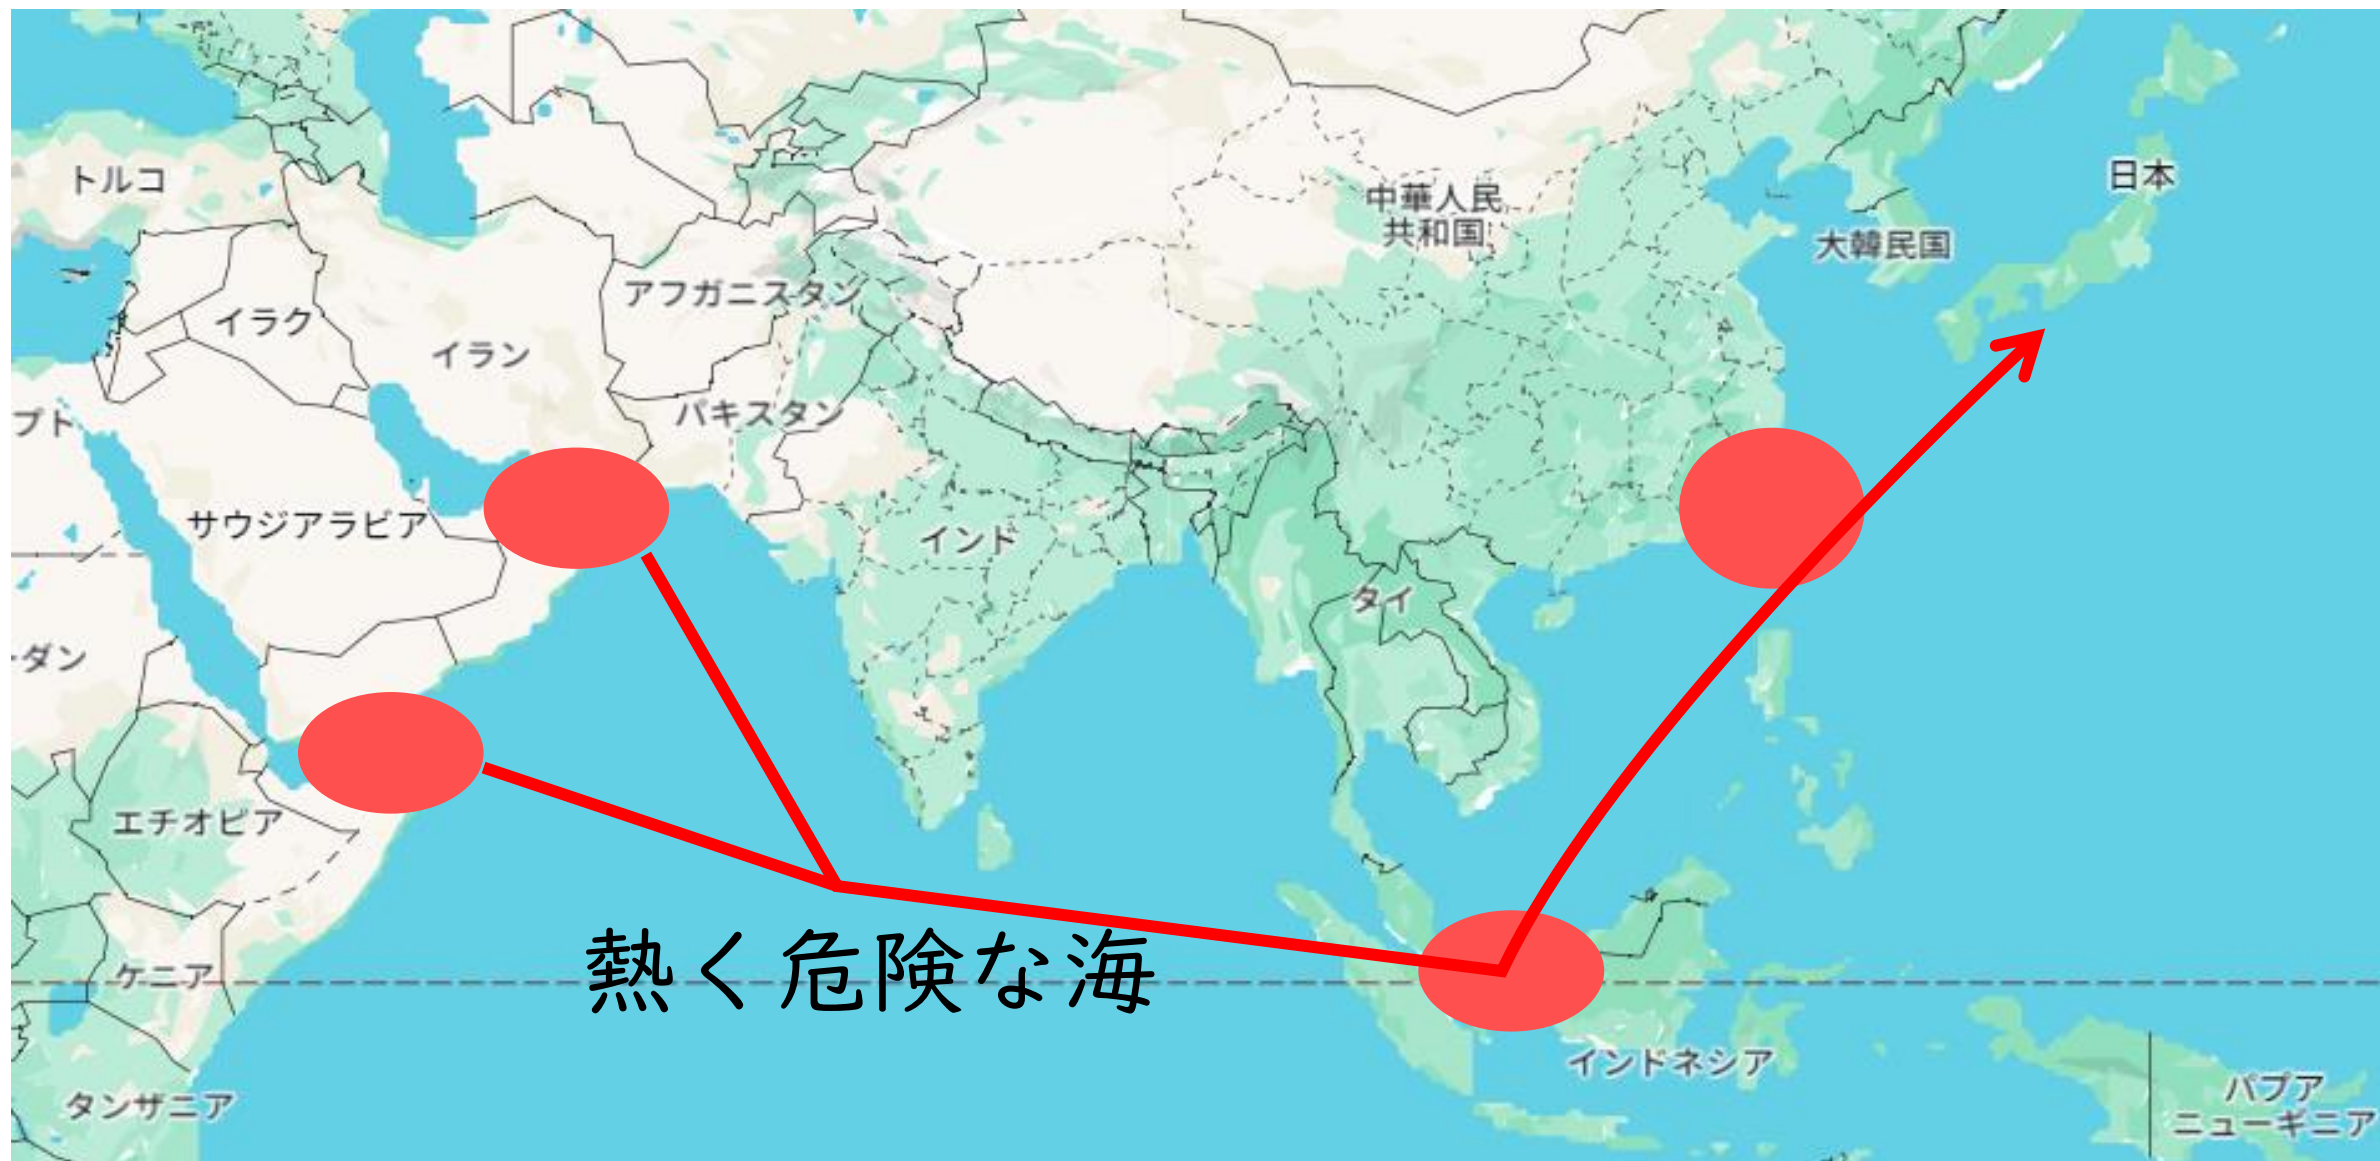 トルコ
中華人民
共和国
日本
大韓民国
アフガニスタン
イラク
イラン
パキスタン
プト
サウジアラビア
インド
タイ
ーダン
エチオピア
熱く危険な海
ケニア
インドネシア
タンザニア
パプア
ニューギニア